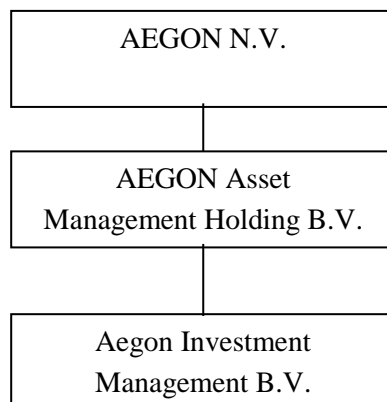 AEGON N.V.
AEGON Asset
Management Holding B.V.
Aegon Investment
Management B.V.